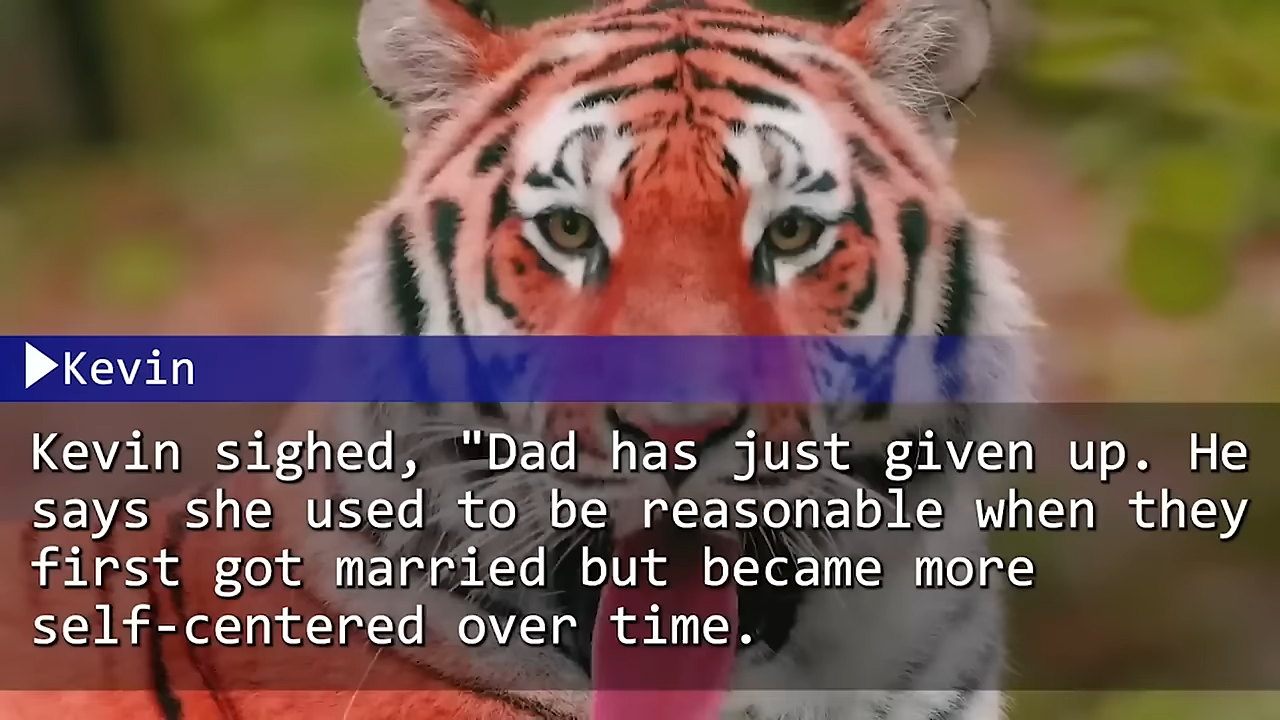 ▶Kevin
Kevin sighed, "Dad has just given up. He
says she used to be reasonable when they
first got married but became more
self-centered over time.